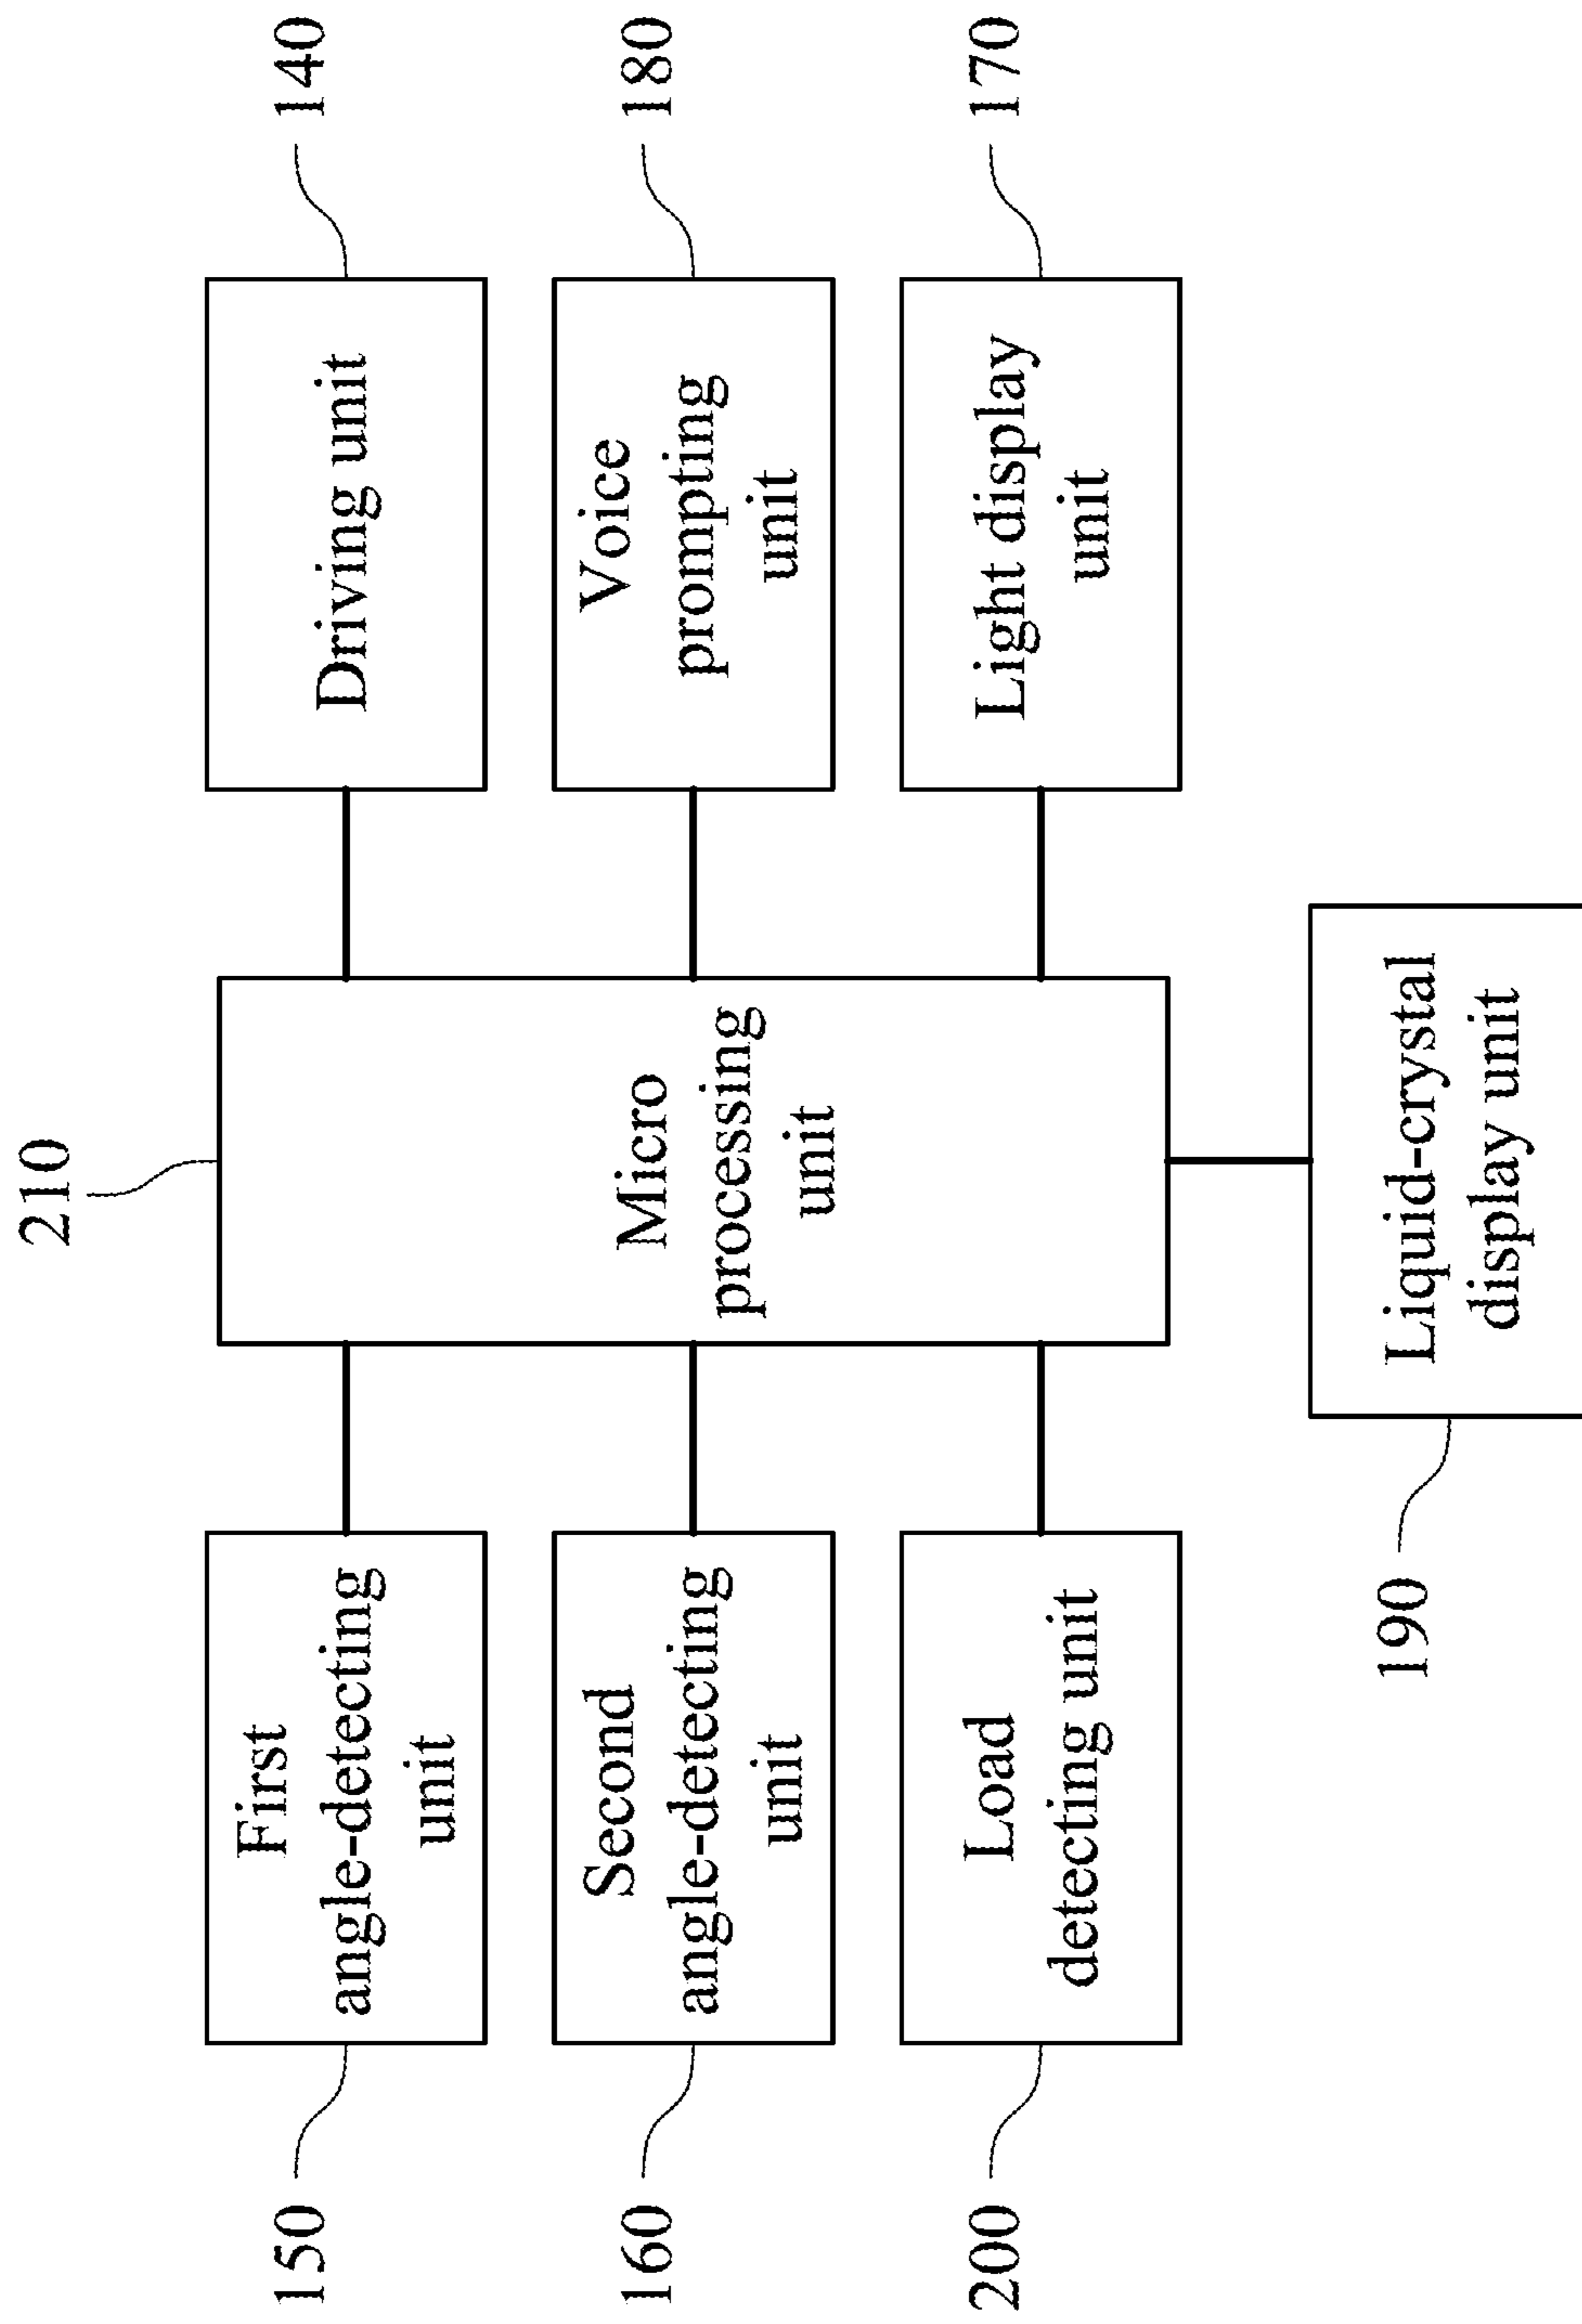 210
150
First
angle-detecting
unit
160
Second
angle-detecting
unit
200
Load
detecting unit
Micro
processing
unit
Driving unit
140
Voice
prompting
unit
180
Light display
unit
170
190
Liquid-crystal
display unit